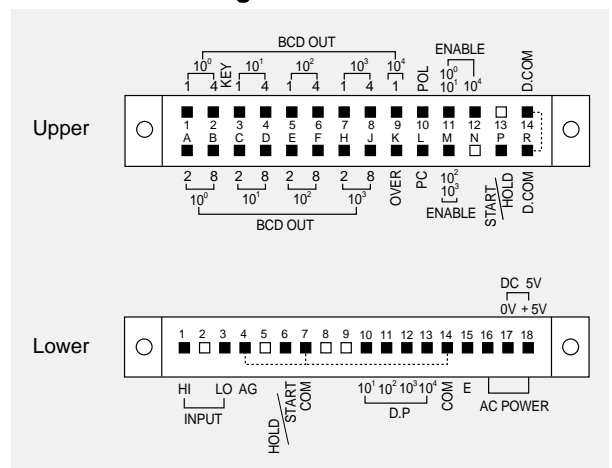 BCD OUT
ENABLE
10⁰ KEY 10¹ 10² 10³ 10⁴ POL 10⁰ 10¹ 10⁴ D.COM
1 4 1 4 1 4 1 4 1
Upper
1 2 3 4 5 6 7 8 9 10 11 12 13 14
A B C D E F H J K L M N P R
2 8 2 8 2 8 2 8 OVER PC 10² 10³ START/HOLD D.COM
10⁰ 10¹ 10² 10³ ENABLE
BCD OUT
DC 5V
0V +5V
Lower
1 2 3 4 5 6 7 8 9 10 11 12 13 14 15 16 17 18
HI LO AG HOLD/START COM 10¹ 10² 10³ 10⁴ COM E AC POWER
INPUT D.P